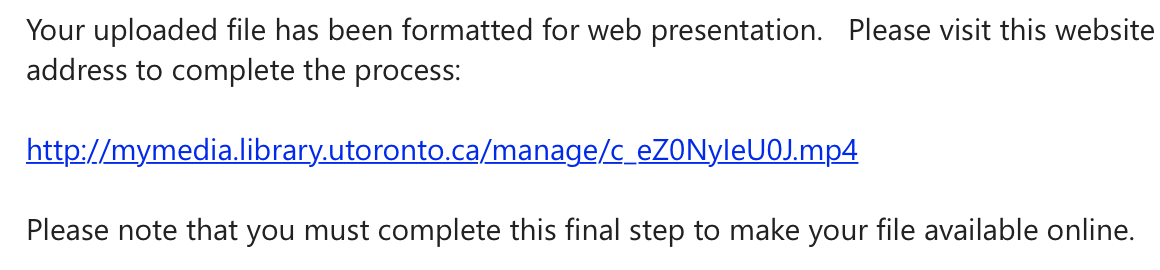 Your uploaded file has been formatted for web presentation.   Please visit this website
address to complete the process:
http://mymedia.library.utoronto.ca/manage/c_eZ0NyIeU0J.mp4
Please note that you must complete this final step to make your file available online.